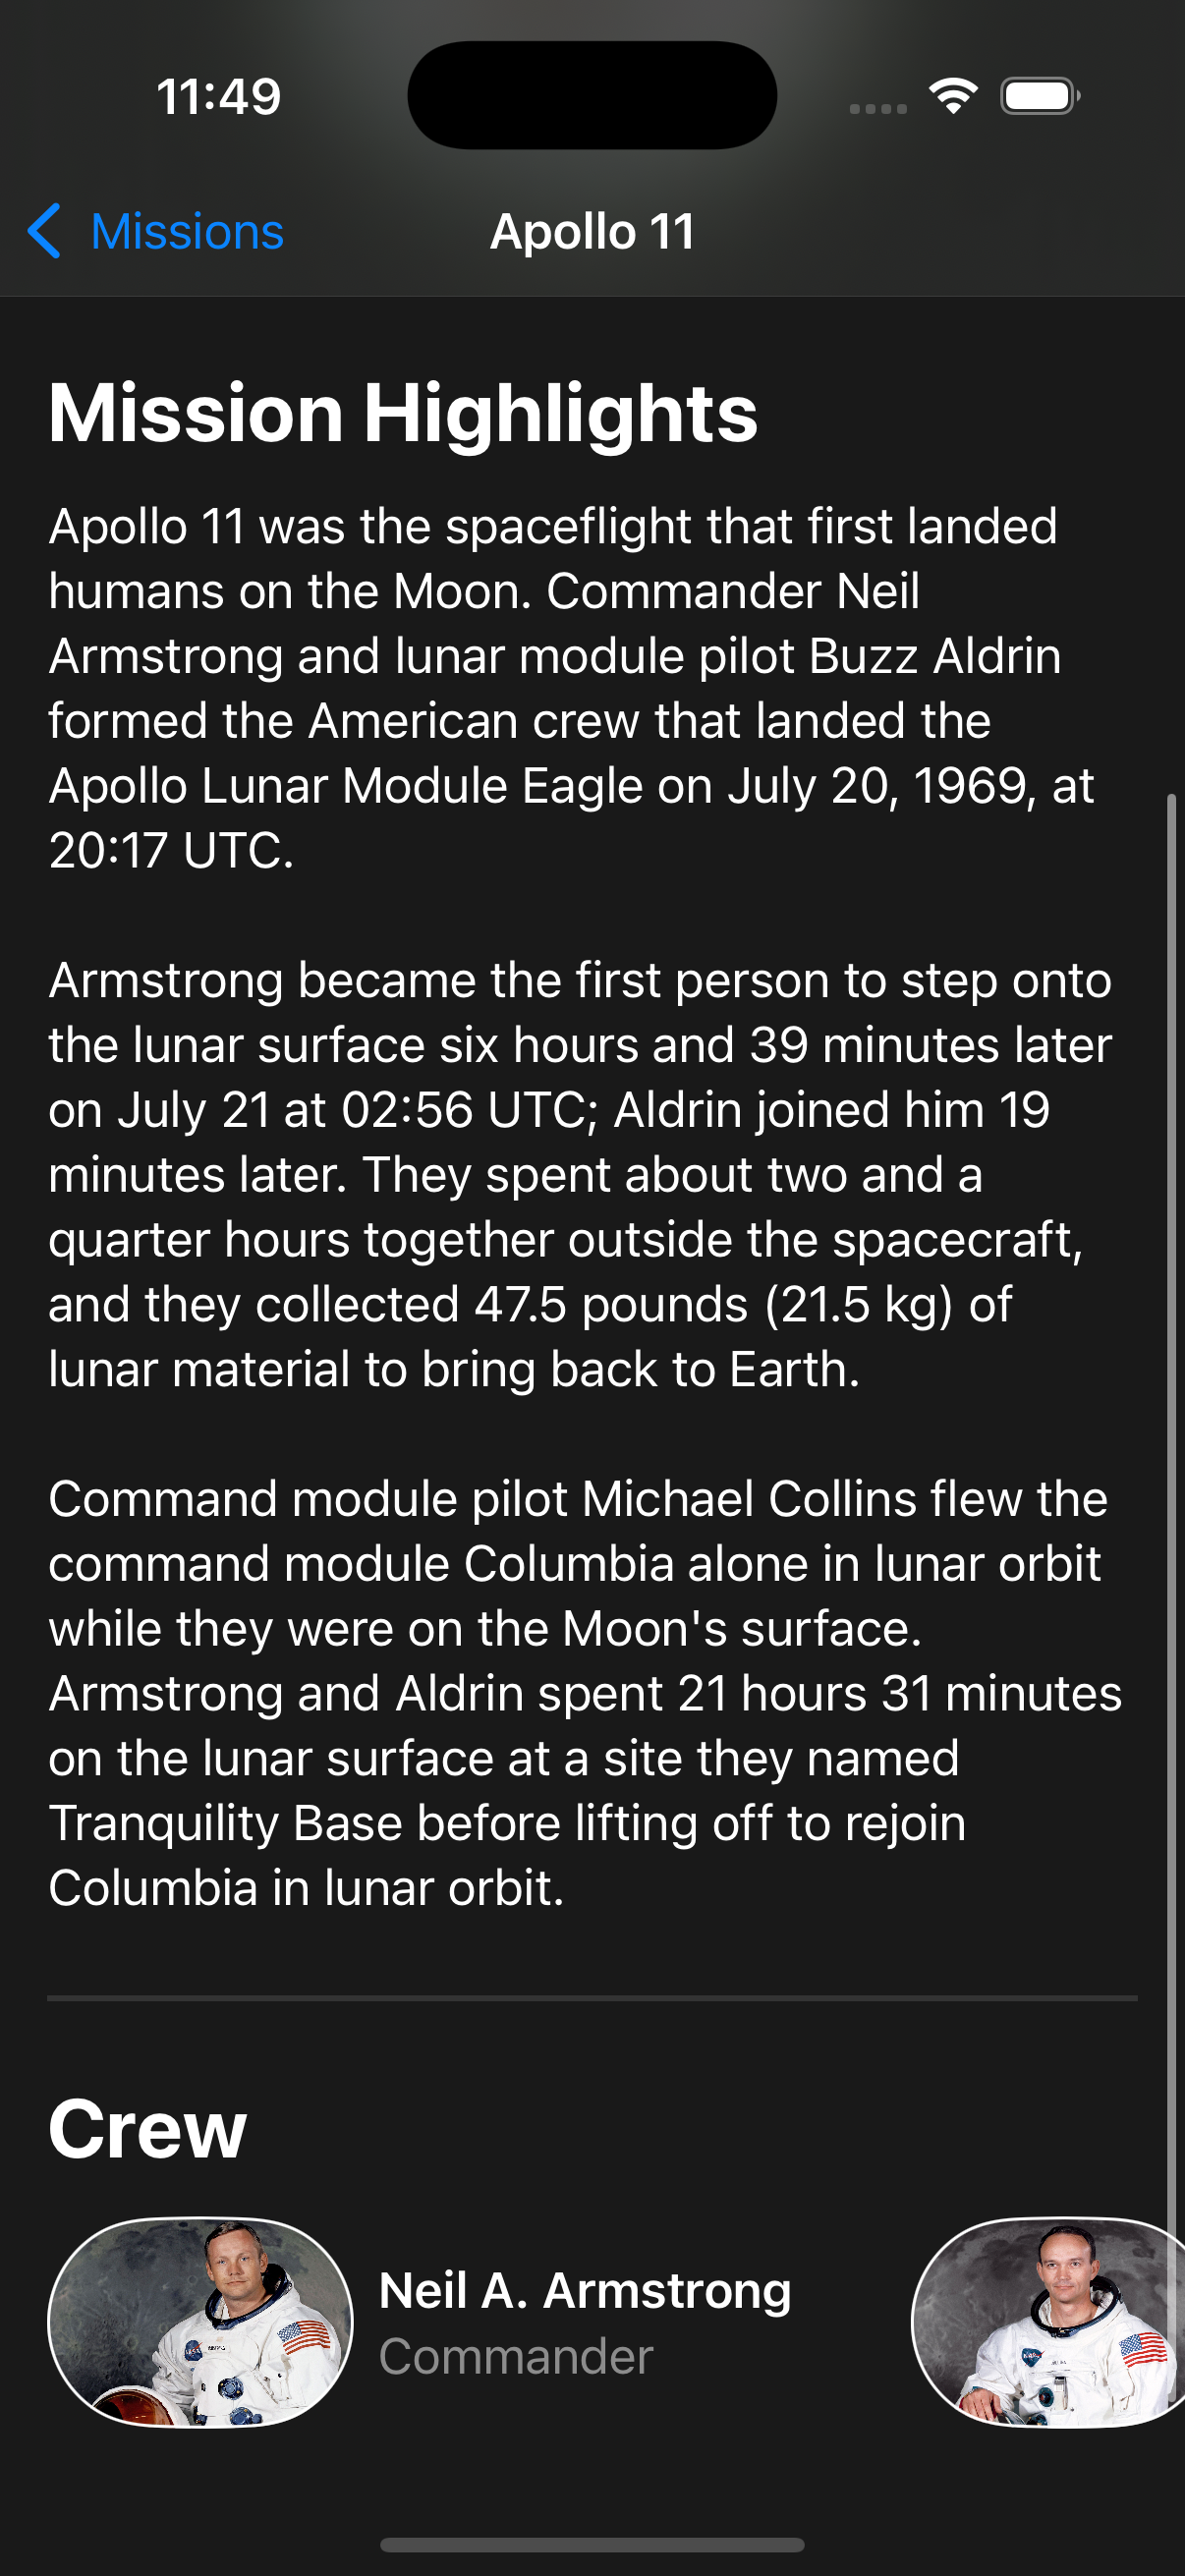 11:49
Missions
Apollo 11
Mission Highlights
Apollo 11 was the spaceflight that first landed
humans on the Moon. Commander Neil
Armstrong and lunar module pilot Buzz Aldrin
formed the American crew that landed the
Apollo Lunar Module Eagle on July 20, 1969, at
20:17 UTC.
Armstrong became the first person to step onto
the lunar surface six hours and 39 minutes later
on July 21 at 02:56 UTC; Aldrin joined him 19
minutes later. They spent about two and a
quarter hours together outside the spacecraft,
and they collected 47.5 pounds (21.5 kg) of
lunar material to bring back to Earth.
Command module pilot Michael Collins flew the
command module Columbia alone in lunar orbit
while they were on the Moon's surface.
Armstrong and Aldrin spent 21 hours 31 minutes
on the lunar surface at a site they named
Tranquility Base before lifting off to rejoin
Columbia in lunar orbit.
Crew
NASA
Neil A. Armstrong
Commander
NASA